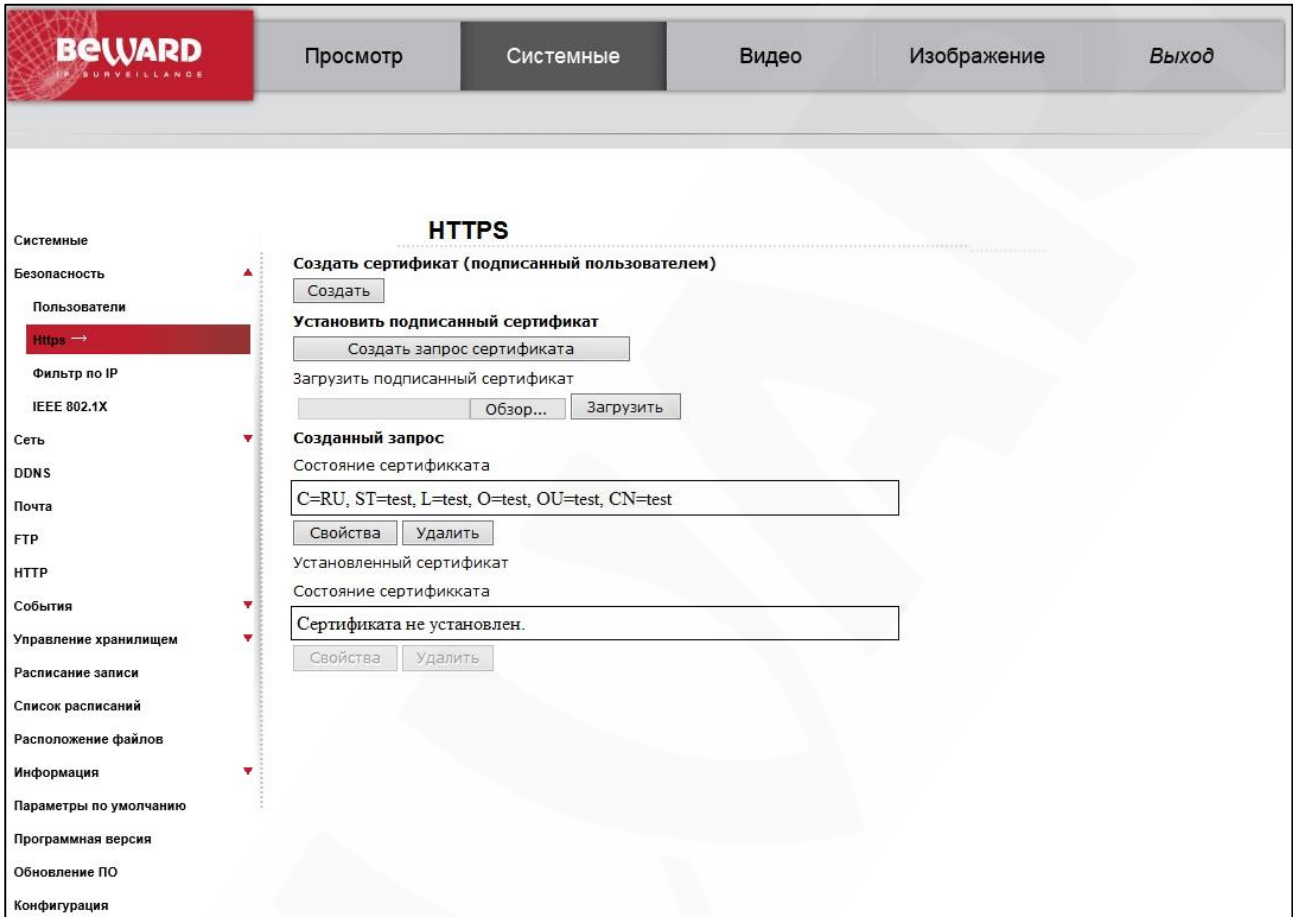 BEWARD
IP SURVEILLANCE
Просмотр
Системные
Видео
Изображение
Выход
Системные
Безопасность
Пользователи
Https →
Фильтр по IP
IEEE 802.1X
Сеть
DDNS
Почта
FTP
HTTP
События
Управление хранилищем
Расписание записи
Список расписаний
Расположение файлов
Информация
Параметры по умолчанию
Программная версия
Обновление ПО
Конфигурация
HTTPS
Создать сертификат (подписанный пользователем)
Создать
Установить подписанный сертификат
Создать запрос сертификата
Загрузить подписанный сертификат
Обзор... Загрузить
Созданный запрос
Состояние сертификката
C=RU, ST=test, L=test, O=test, OU=test, CN=test
Свойства Удалить
Установленный сертификат
Состояние сертификката
Сертификата не установлен.
Свойства Удалить